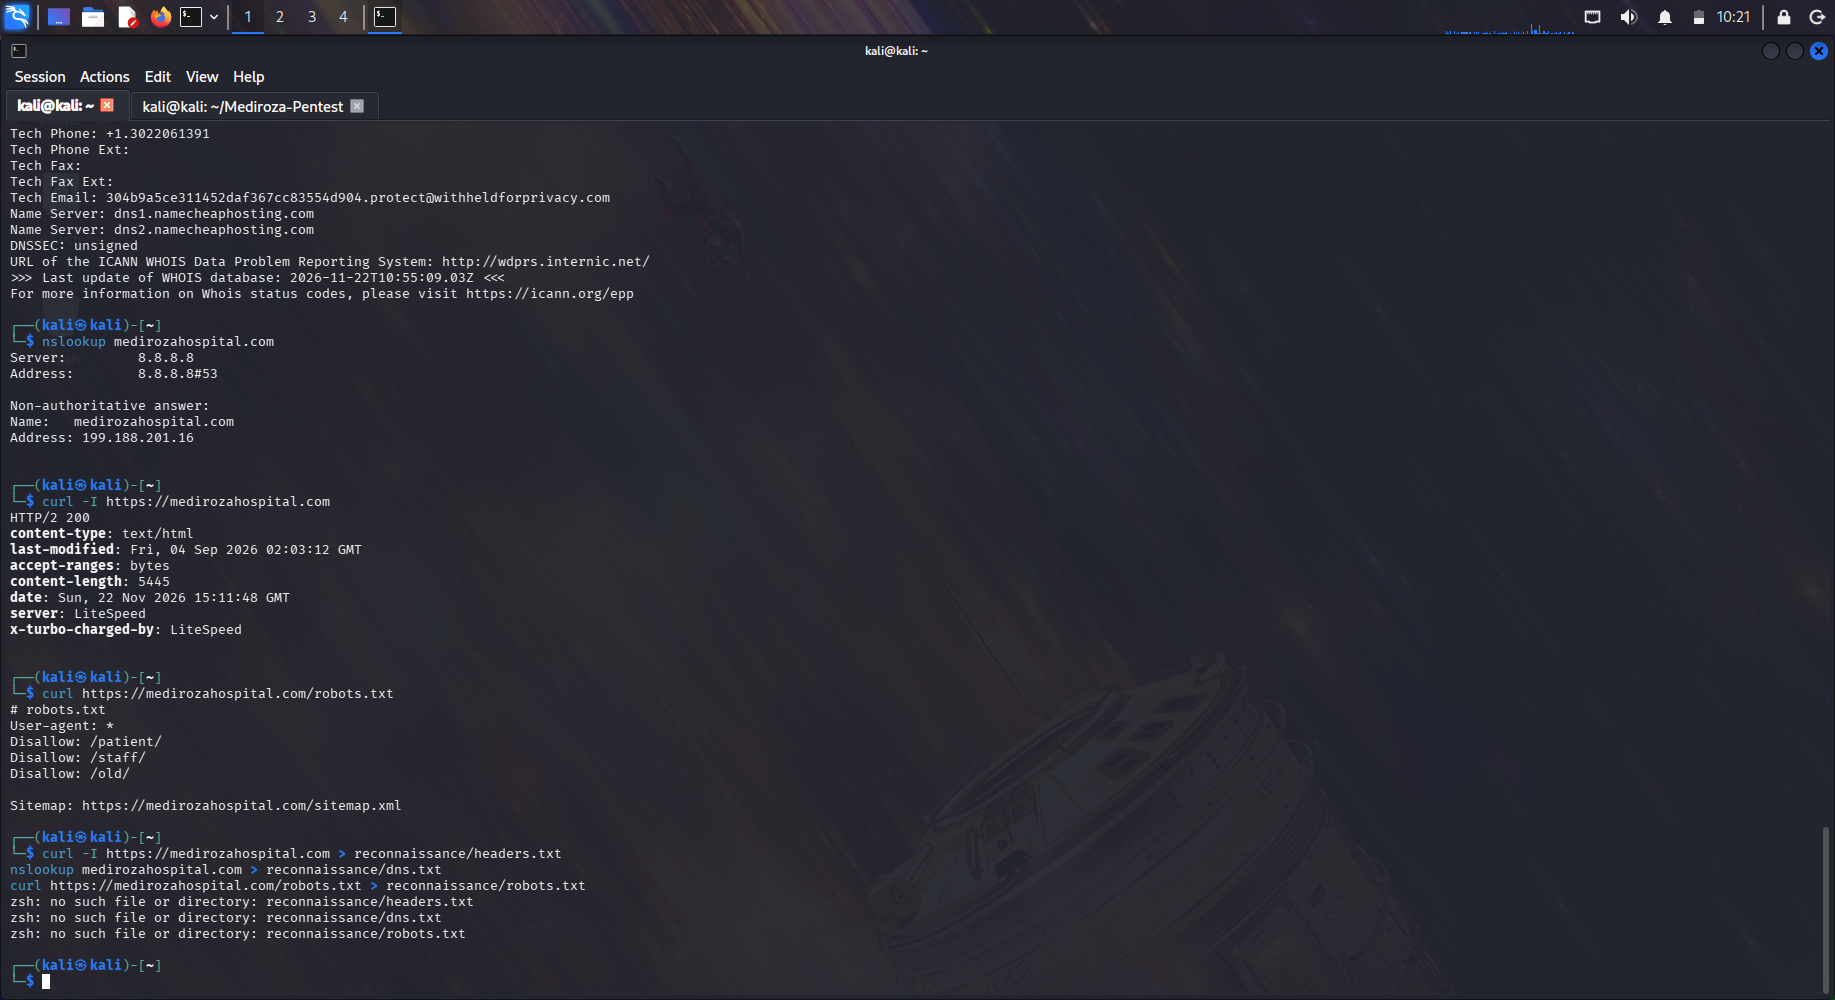 1 2 3 4 10:21
kali@kali: ~
Session Actions Edit View Help
kali@kali: ~ kali@kali: ~/Mediroza-Pentest
Tech Phone: +1.3022061391
Tech Phone Ext:
Tech Fax:
Tech Fax Ext:
Tech Email: 304b9a5ce311452daf367cc83554d904.protect@withheldforprivacy.com
Name Server: dns1.namecheaphosting.com
Name Server: dns2.namecheaphosting.com
DNSSEC: unsigned
URL of the ICANN WHOIS Data Problem Reporting System: http://wdprs.internic.net/
>>> Last update of WHOIS database: 2026-11-22T10:55:09.03Z <<<
For more information on Whois status codes, please visit https://icann.org/epp
┌──(kali㉿kali)-[~]
└─$ nslookup medirozahospital.com
Server: 8.8.8.8
Address: 8.8.8.8#53
Non-authoritative answer:
Name: medirozahospital.com
Address: 199.188.201.16
┌──(kali㉿kali)-[~]
└─$ curl -I https://medirozahospital.com
HTTP/2 200
content-type: text/html
last-modified: Fri, 04 Sep 2026 02:03:12 GMT
accept-ranges: bytes
content-length: 5445
date: Sun, 22 Nov 2026 15:11:48 GMT
server: LiteSpeed
x-turbo-charged-by: LiteSpeed
┌──(kali㉿kali)-[~]
└─$ curl https://medirozahospital.com/robots.txt
# robots.txt
User-agent: *
Disallow: /patient/
Disallow: /staff/
Disallow: /old/
Sitemap: https://medirozahospital.com/sitemap.xml
┌──(kali㉿kali)-[~]
└─$ curl -I https://medirozahospital.com > reconnaissance/headers.txt
nslookup medirozahospital.com > reconnaissance/dns.txt
curl https://medirozahospital.com/robots.txt > reconnaissance/robots.txt
zsh: no such file or directory: reconnaissance/headers.txt
zsh: no such file or directory: reconnaissance/dns.txt
zsh: no such file or directory: reconnaissance/robots.txt
┌──(kali㉿kali)-[~]
└─$